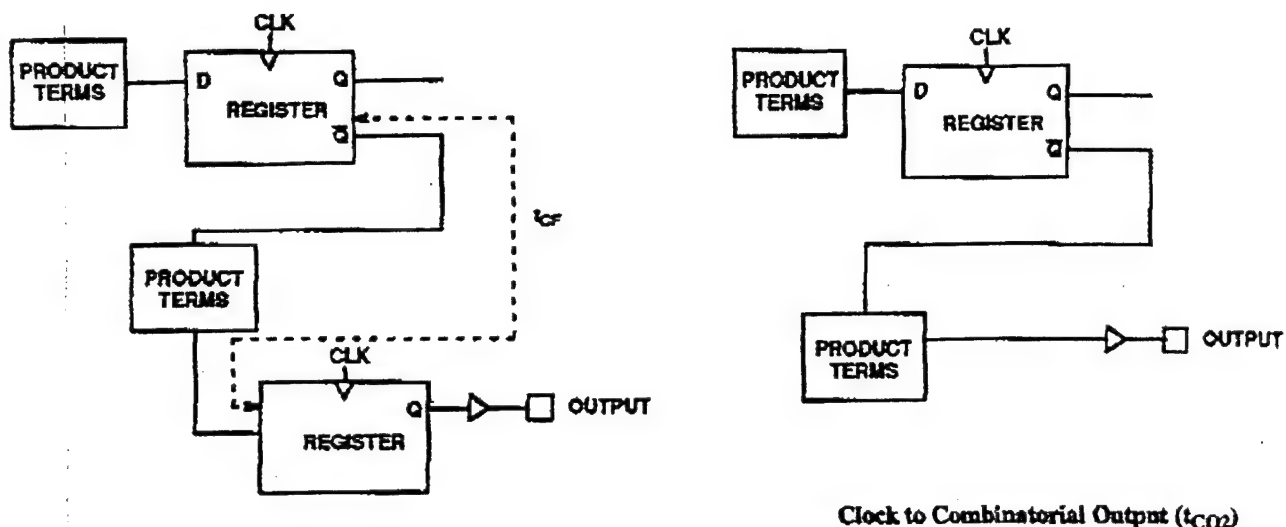 CLK
PRODUCT
TERMS
D
Q
REGISTER
Q̅
tCF
PRODUCT
TERMS
CLK
Q
REGISTER
OUTPUT
CLK
PRODUCT
TERMS
D
Q
REGISTER
Q̅
PRODUCT
TERMS
OUTPUT
Clock to Combinatorial Output (tCO2)